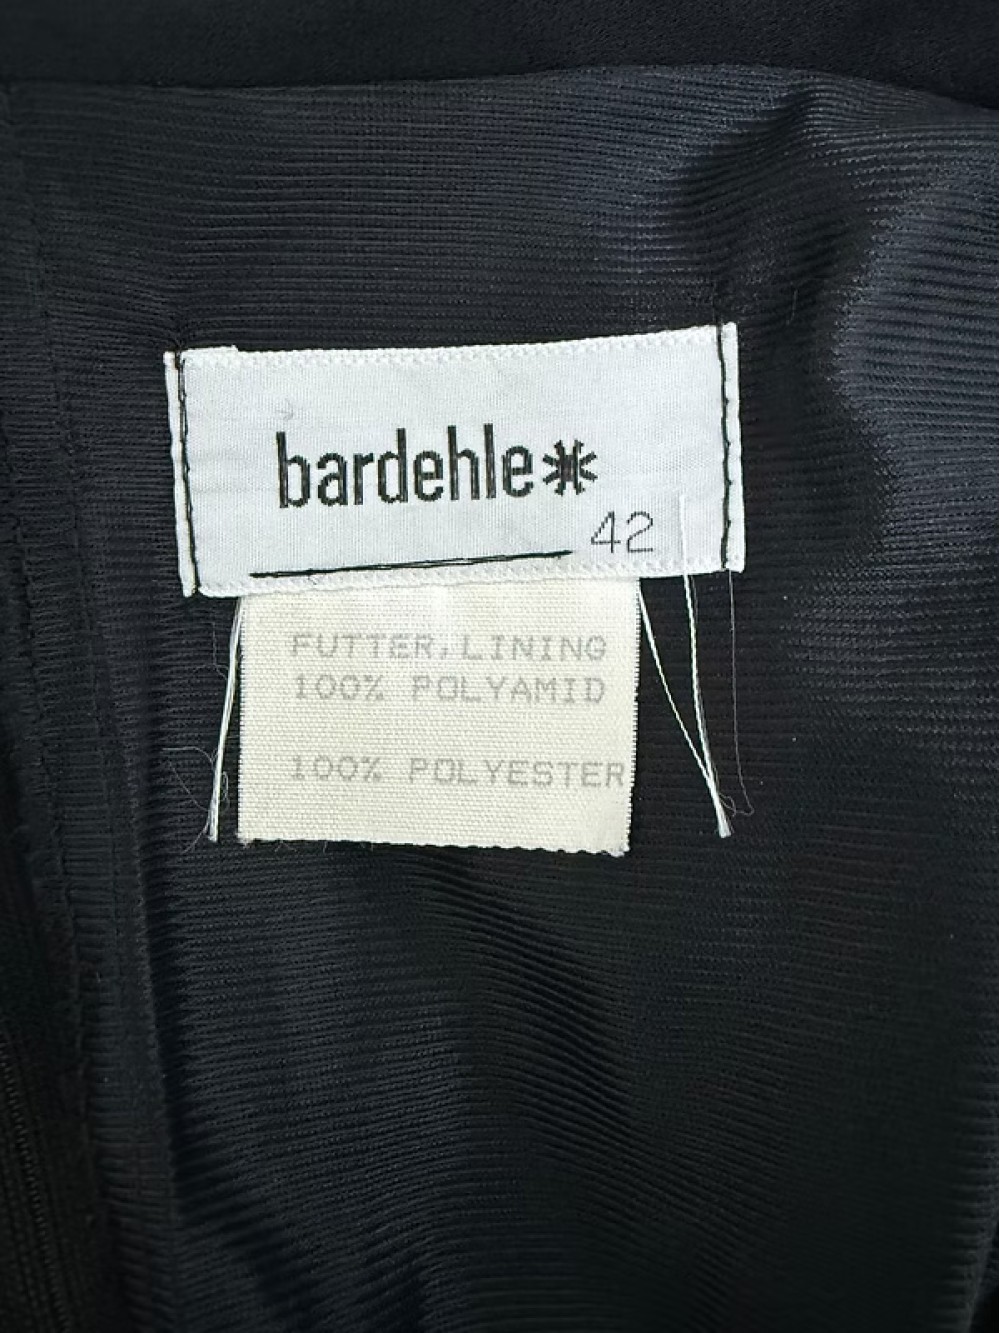 bardehle
42
FUTTER,LINING
100% POLYAMID
100% POLYESTER